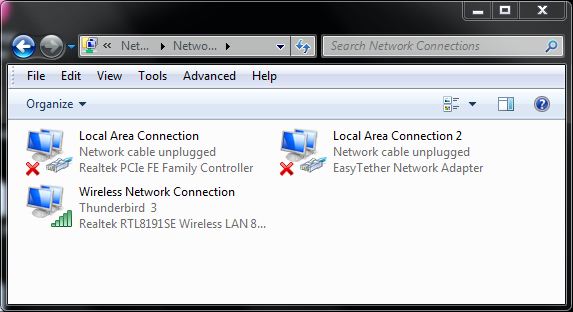 « Net... ▸ Netwo... ▸
Search Network Connections
File Edit View Tools Advanced Help
Organize
Local Area Connection
Network cable unplugged
Realtek PCIe FE Family Controller
Local Area Connection 2
Network cable unplugged
EasyTether Network Adapter
Wireless Network Connection
Thunderbird 3
Realtek RTL8191SE Wireless LAN 8...